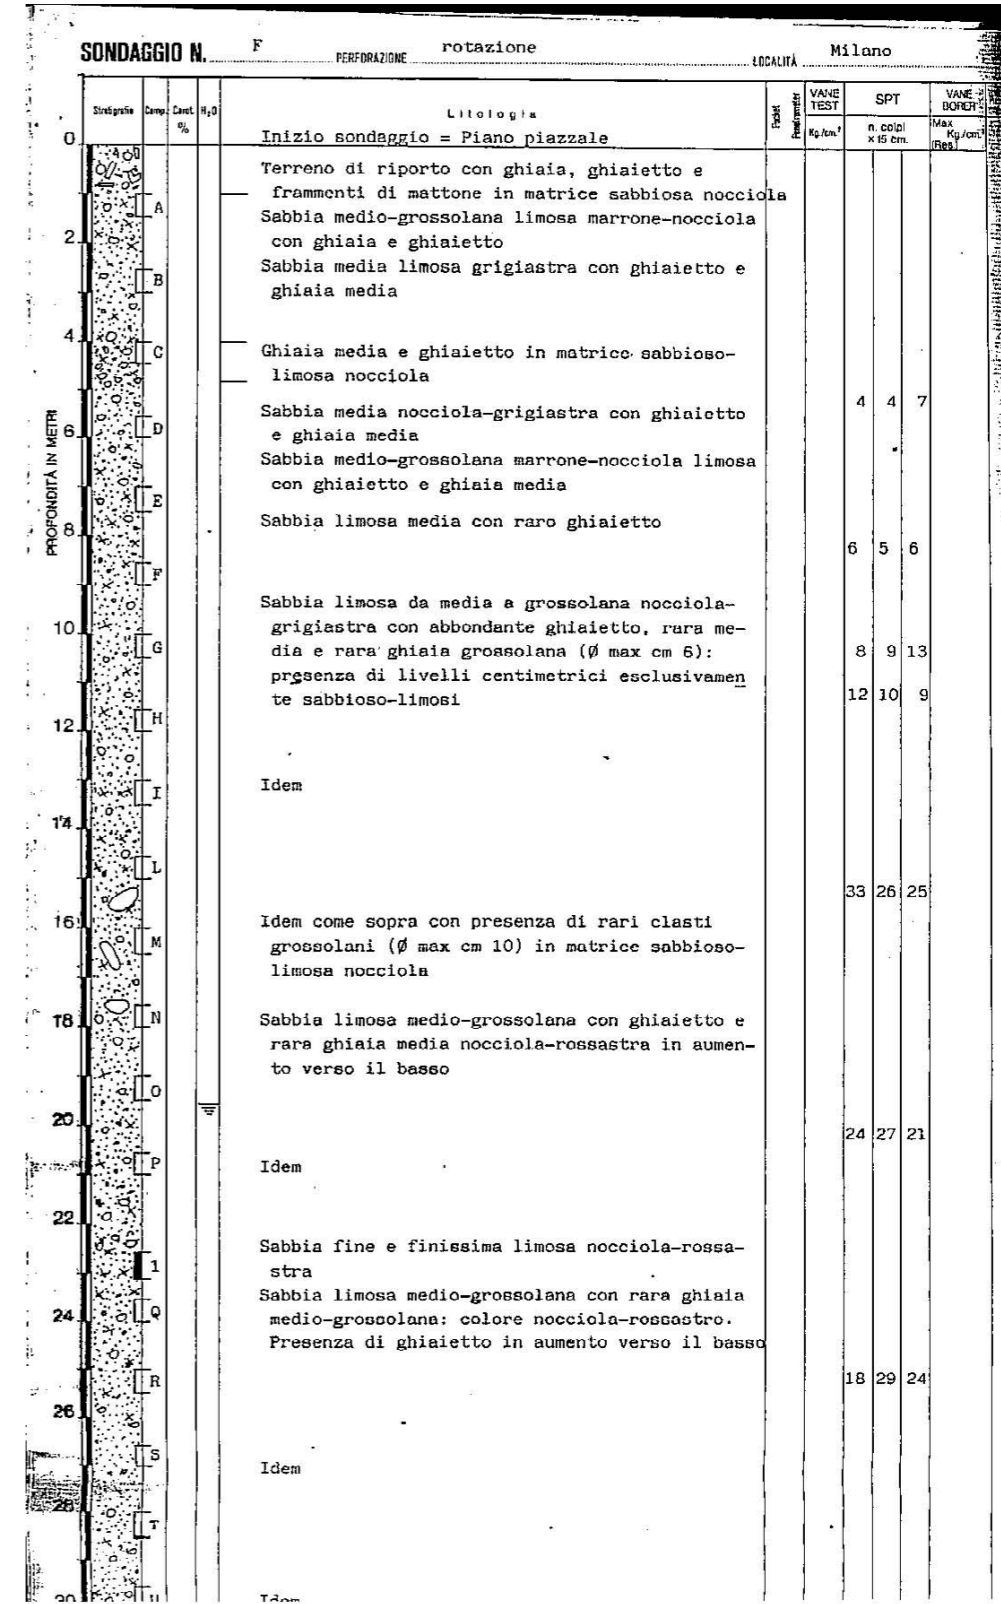 SONDAGGIO N. F PERFORAZIONE rotazione LOCALITÀ Milano
Stratigrafia Camp. Carot. % H2O Litologia Pocket Penetrometer VANE TEST Kg./cm.² SPT n. colpi x 15 cm. VANE BORER Max Kg./cm² (Res.)
0 Inizio sondaggio = Piano piazzale
Terreno di riporto con ghiaia, ghiaietto e
frammenti di mattone in matrice sabbiosa nocciola
A Sabbia medio-grossolana limosa marrone-nocciola
2 con ghiaia e ghiaietto
Sabbia media limosa grigiastra con ghiaietto e
B ghiaia media
4
C Ghiaia media e ghiaietto in matrice sabbioso-
limosa nocciola
4 4 7
Sabbia media nocciola-grigiastra con ghiaietto
D e ghiaia media
6
PROFONDITÀ IN METRI
Sabbia medio-grossolana marrone-nocciola limosa
con ghiaietto e ghiaia media
E
Sabbia limosa media con raro ghiaietto
8
6 5 6
F
Sabbia limosa da media a grossolana nocciola-
10 grigiastra con abbondante ghiaietto, rara me-
G dia e rara ghiaia grossolana (Ø max cm 6): 8 9 13
presenza di livelli centimetrici esclusivamen
te sabbioso-limosi 12 10 9
H
12
I Idem
14
L
33 26 25
16 Idem come sopra con presenza di rari clasti
M grossolani (Ø max cm 10) in matrice sabbioso-
limosa nocciola
18 N Sabbia limosa medio-grossolana con ghiaietto e
rara ghiaia media nocciola-rossastra in aumen-
to verso il basso
O
20
24 27 21
P Idem
22
Sabbia fine e finissima limosa nocciola-rossa-
1 stra
Sabbia limosa medio-grossolana con rara ghiaia
24 Q medio-grossolana: colore nocciola-rossastro.
Presenza di ghiaietto in aumento verso il basso
R 18 29 24
26
S
Idem
28
T
30 U Idem